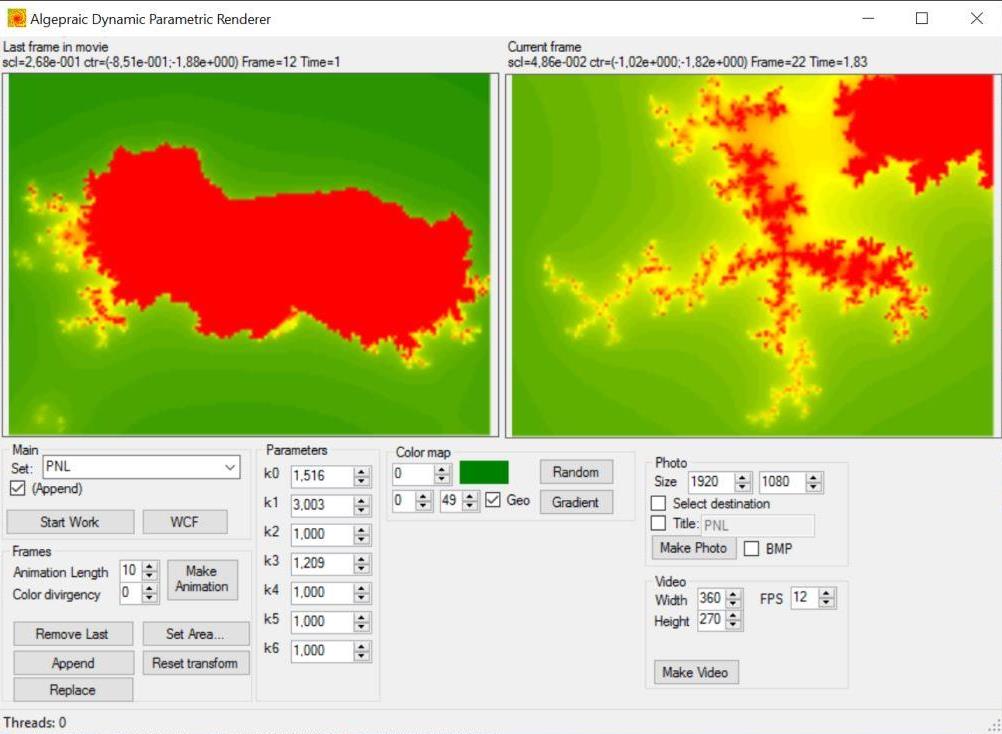 Algepraic Dynamic Parametric Renderer
Last frame in movie
scl=2,68e-001 ctr=(-8,51e-001;-1,88e+000) Frame=12 Time=1
Current frame
scl=4,86e-002 ctr=(-1,02e+000;-1,82e+000) Frame=22 Time=1,83
Main
Set: PNL
(Append)
Start Work WCF
Frames
Animation Length 10
Color divirgency 0
Make
Animation
Remove Last Set Area...
Append Reset transform
Replace
Parameters
k0 1,516
k1 3,003
k2 1,000
k3 1,209
k4 1,000
k5 1,000
k6 1,000
Color map
0 Random
0 49 Geo Gradient
Photo
Size 1920 1080
Select destination
Title: PNL
Make Photo BMP
Video
Width 360 FPS 12
Height 270
Make Video
Threads: 0